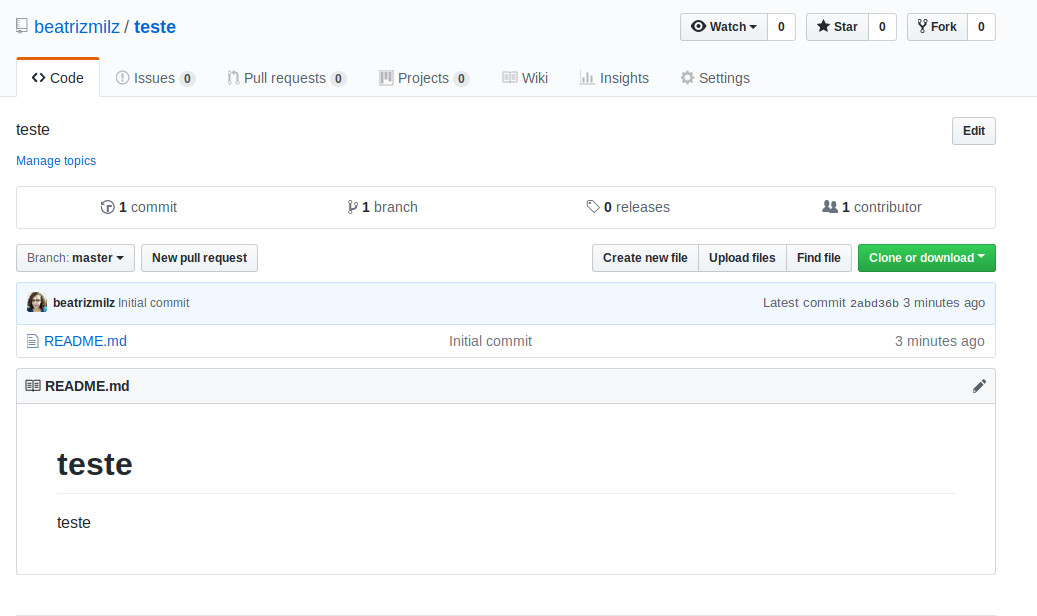 beatrizmilz / teste
Watch 0 Star 0 Fork 0
Code Issues 0 Pull requests 0 Projects 0 Wiki Insights Settings
teste
Edit
Manage topics
1 commit 1 branch 0 releases 1 contributor
Branch: master New pull request Create new file Upload files Find file Clone or download
beatrizmilz Initial commit Latest commit 2abd36b 3 minutes ago
README.md Initial commit 3 minutes ago
README.md
teste
teste